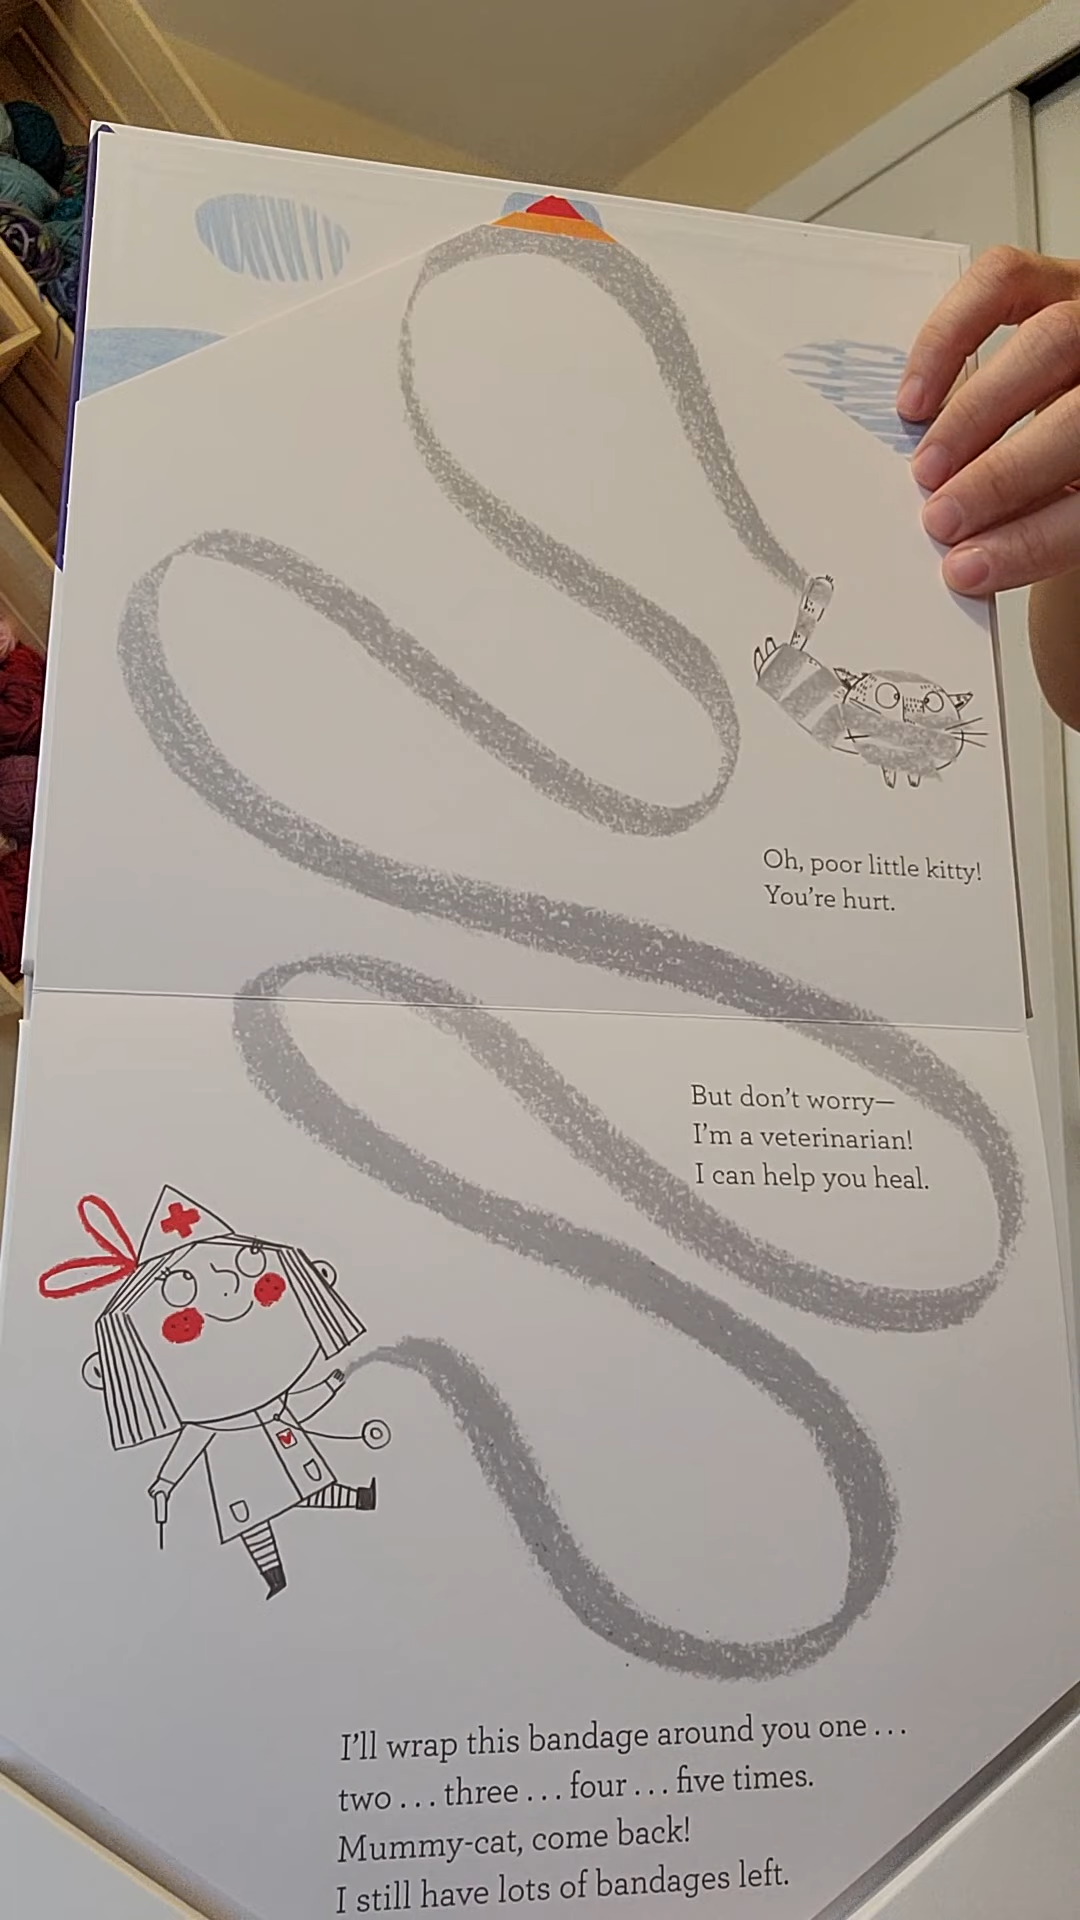 Oh, poor little kitty!
You're hurt.
But don't worry—
I'm a veterinarian!
I can help you heal.
I'll wrap this bandage around you one . . .
two . . . three . . . four . . . five times.
Mummy-cat, come back!
I still have lots of bandages left.